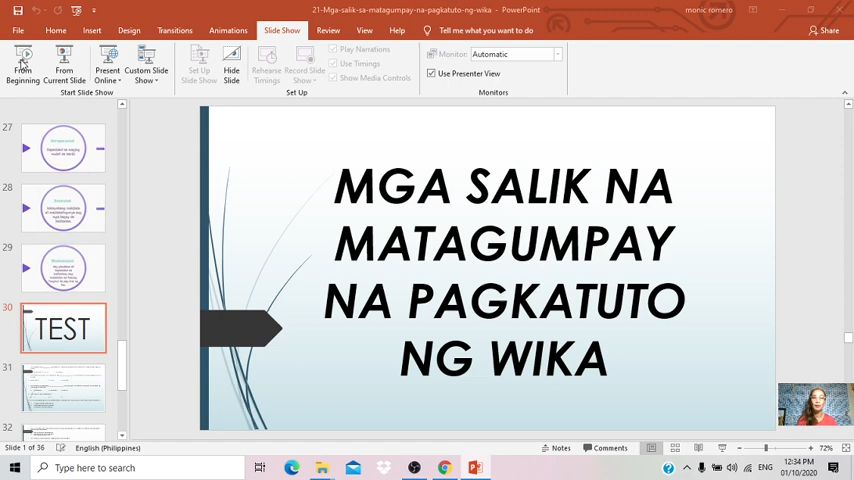 21-Mga-salik-sa-matagumpay-na-pagkatuto-ng-wika - PowerPoint
monic romero
File Home Insert Design Transitions Animations Slide Show Review View Help Tell me what you want to do Share
From Beginning
From Current Slide
Present Online
Custom Slide Show
Start Slide Show
Set Up Slide Show
Hide Slide
Rehearse Timings
Record Slide Show
Play Narrations
Use Timings
Show Media Controls
Set Up
Monitor: Automatic
Use Presenter View
Monitors
27
28
29
30
TEST
31
32
MGA SALIK NA
MATAGUMPAY
NA PAGKATUTO
NG WIKA
Slide 1 of 36 English (Philippines) Notes Comments 72%
Type here to search
ENG
12:34 PM
01/10/2020